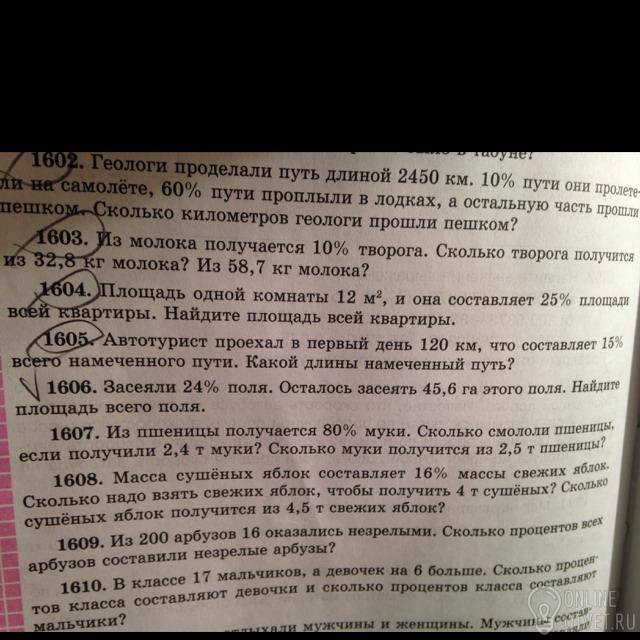 табуне?
1602. Геологи проделали путь длиной 2450 км. 10% пути они пролете-
ли на самолёте, 60% пути проплыли в лодках, а остальную часть прошли
пешком. Сколько километров геологи прошли пешком?
1603. Из молока получается 10% творога. Сколько творога получится
из 32,8 кг молока? Из 58,7 кг молока?
1604. Площадь одной комнаты 12 м², и она составляет 25% площади
всей квартиры. Найдите площадь всей квартиры.
1605. Автотурист проехал в первый день 120 км, что составляет 15%
всего намеченного пути. Какой длины намеченный путь?
1606. Засеяли 24% поля. Осталось засеять 45,6 га этого поля. Найдите
площадь всего поля.
1607. Из пшеницы получается 80% муки. Сколько смололи пшеницы,
если получили 2,4 т муки? Сколько муки получится из 2,5 т пшеницы?
1608. Масса сушёных яблок составляет 16% массы свежих яблок.
Сколько надо взять свежих яблок, чтобы получить 4 т сушёных? Сколько
сушёных яблок получится из 4,5 т свежих яблок?
1609. Из 200 арбузов 16 оказались незрелыми. Сколько процентов всех
арбузов составили незрелые арбузы?
1610. В классе 17 мальчиков, а девочек на 6 больше. Сколько процен-
тов класса составляют девочки и сколько процентов класса составляют
мальчики?
отдыхали мужчины и женщины. Мужчины
ONLINE
OTVET.RU